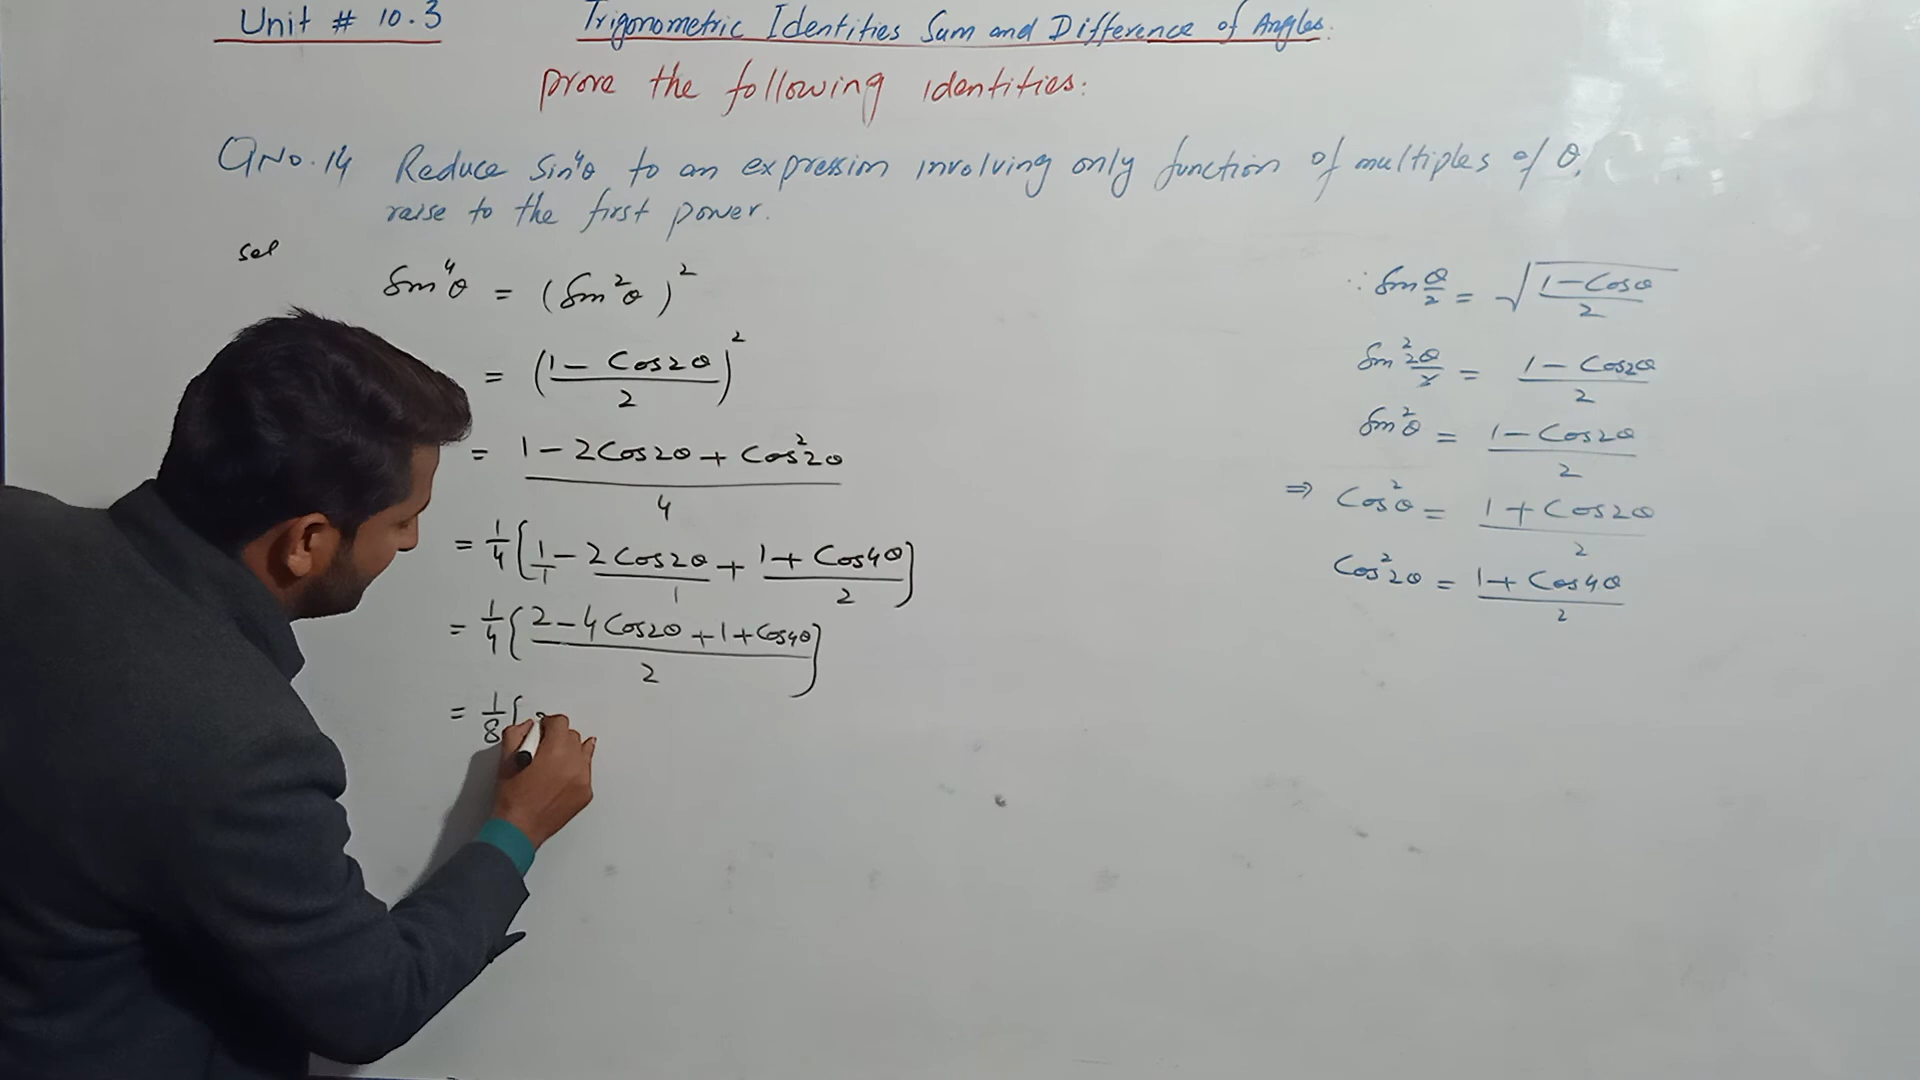 Unit # 10.3 Trigonometric Identities Sum and Difference of Angles.
prove the following identities:
QNo.14 Reduce Sin⁴θ to an expression involving only function of multiples of θ,
raise to the first power.
Sol
Sin⁴θ = (Sin²θ)²
= ((1 - Cos2θ)/2)²
= (1 - 2Cos2θ + Cos²2θ)/4
= 1/4 [1/1 - 2Cos2θ/1 + (1 + Cos4θ)/2]
= 1/4 [(2 - 4Cos2θ + 1 + Cos4θ)/2]
= 1/8 [
∵ Sin θ/2 = √((1 - Cosθ)/2)
Sin² 2θ/2 = (1 - Cos2θ)/2
Sin²θ = (1 - Cos2θ)/2
⇒ Cos²θ = (1 + Cos2θ)/2
Cos²2θ = (1 + Cos4θ)/2